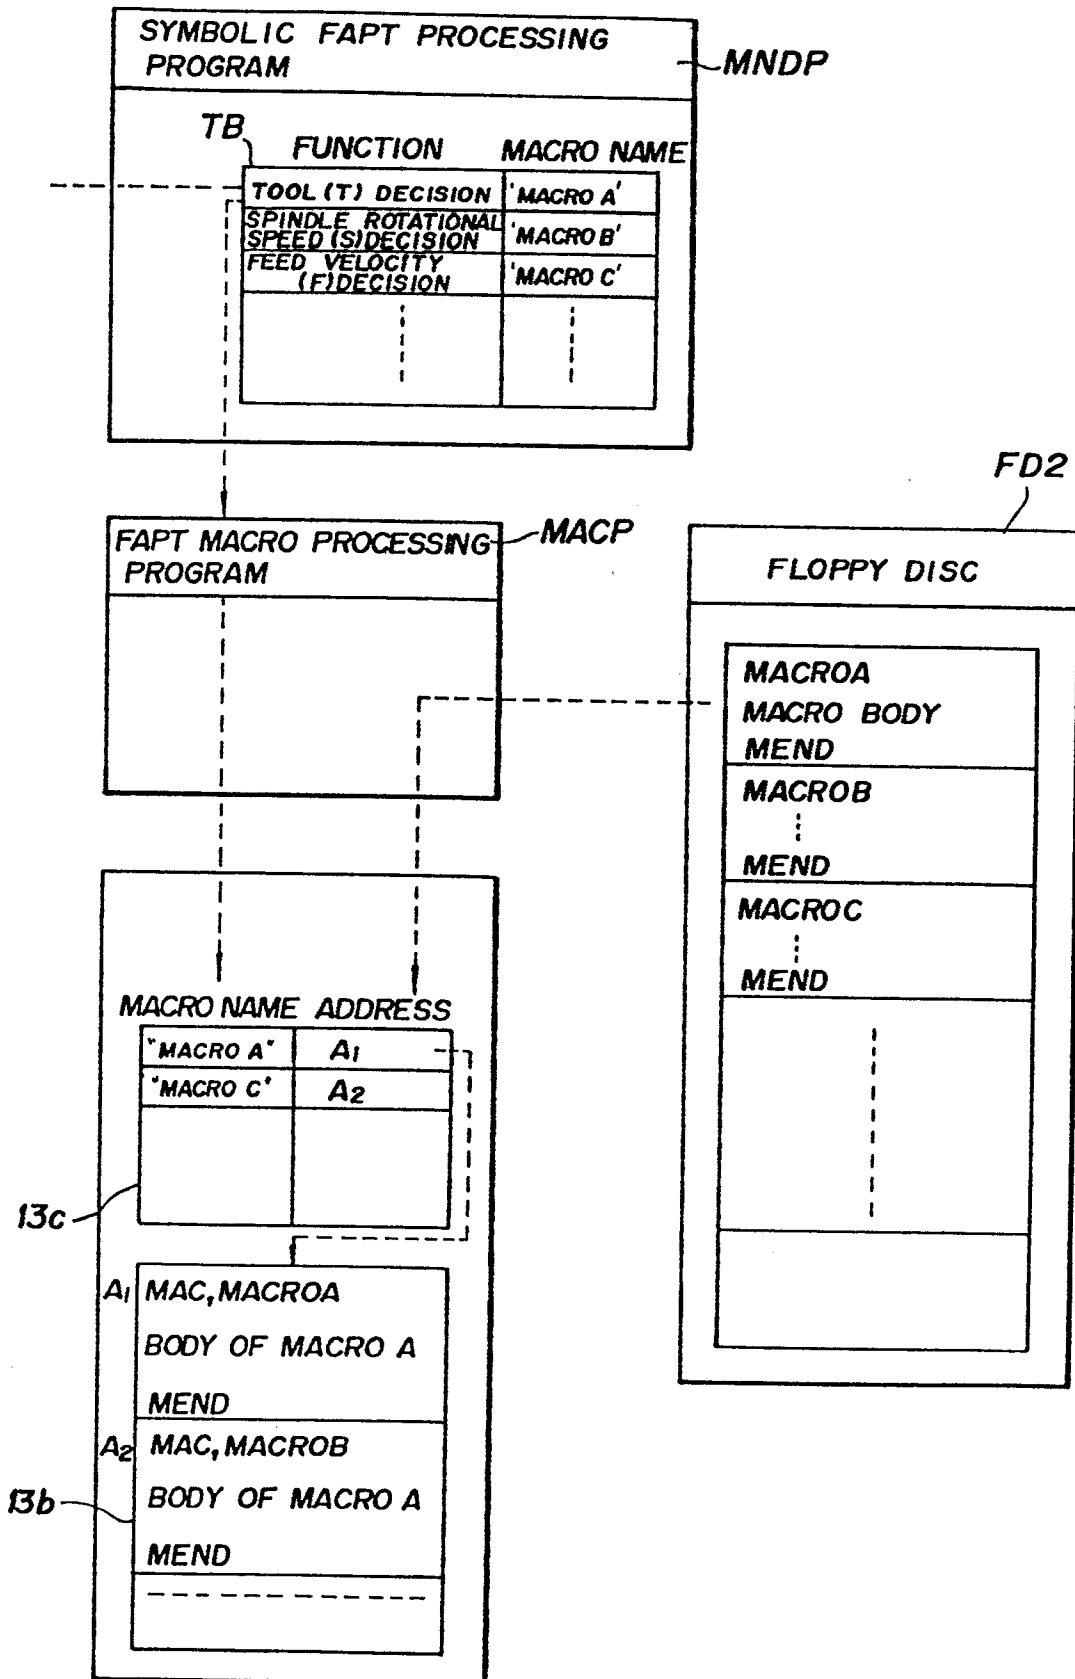 SYMBOLIC FAPT PROCESSING
PROGRAM
MNDP
TB
FUNCTION MACRO NAME
TOOL (T) DECISION 'MACRO A'
SPINDLE ROTATIONAL
SPEED (S) DECISION 'MACRO B'
FEED VELOCITY
(F) DECISION 'MACRO C'
FAPT MACRO PROCESSING
PROGRAM
MACP
FD2
FLOPPY DISC
MACROA
MACRO BODY
MEND
MACROB
MEND
MACROC
MEND
MACRO NAME ADDRESS
"MACRO A" A1
'MACRO C' A2
13c
A1 MAC, MACROA
BODY OF MACRO A
MEND
A2 MAC, MACROB
BODY OF MACRO A
MEND
13b